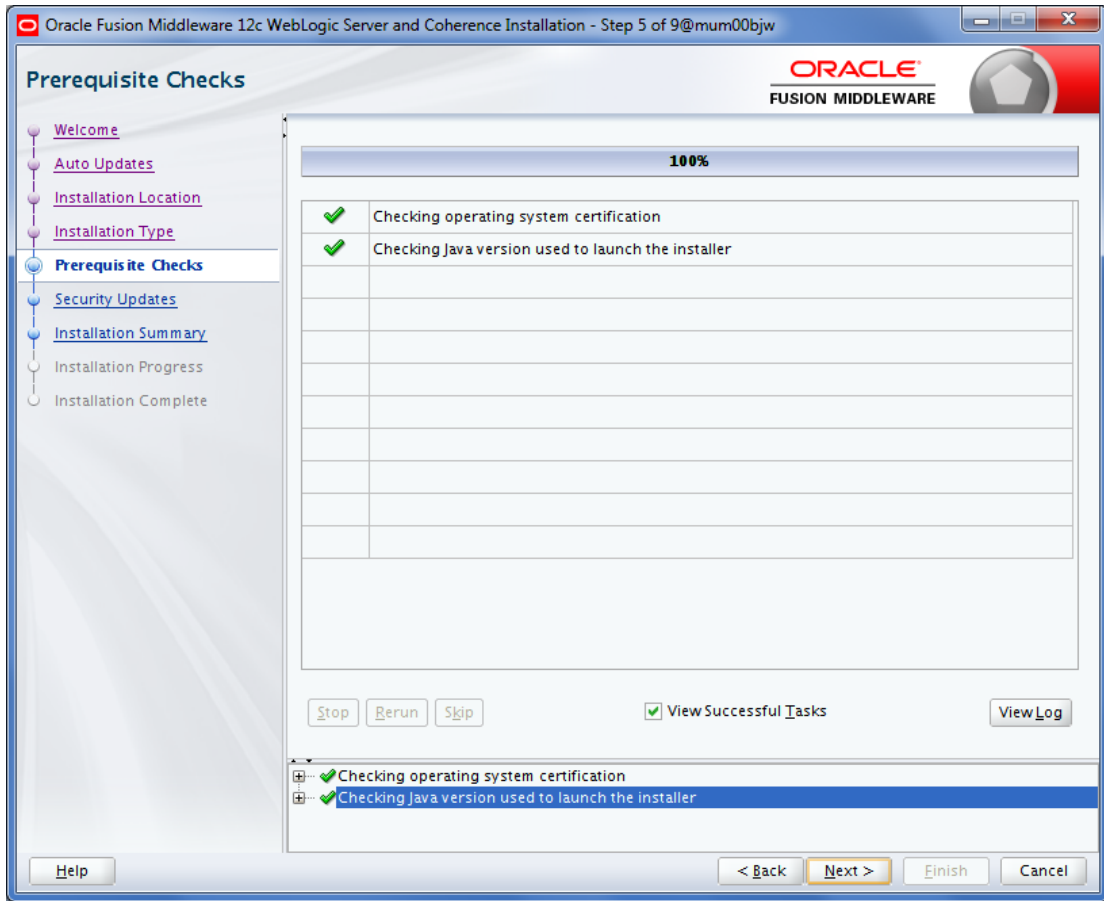 Oracle Fusion Middleware 12c WebLogic Server and Coherence Installation - Step 5 of 9@mum00bjw
Prerequisite Checks
ORACLE
FUSION MIDDLEWARE
Welcome
Auto Updates
Installation Location
Installation Type
Prerequisite Checks
Security Updates
Installation Summary
Installation Progress
Installation Complete
100%
Checking operating system certification
Checking Java version used to launch the installer
Stop Rerun Skip View Successful Tasks View Log
Checking operating system certification
Checking Java version used to launch the installer
Help < Back Next > Finish Cancel